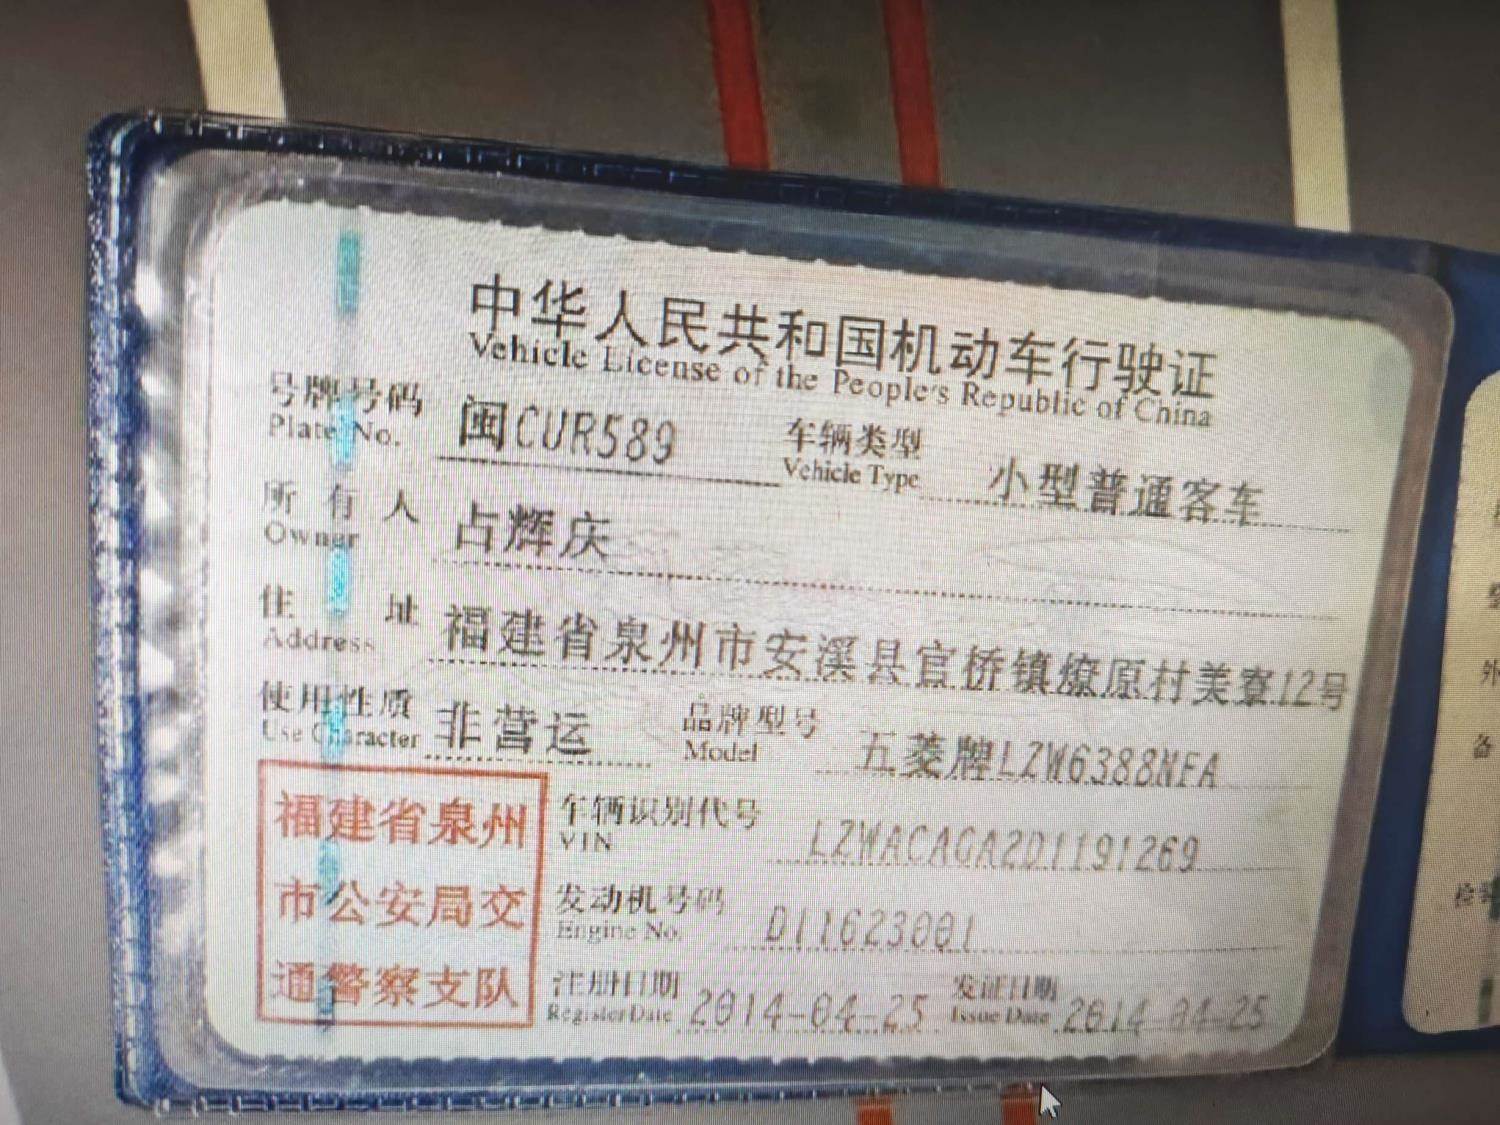 中华人民共和国机动车行驶证
Vehicle License of the People's Republic of China
号牌号码 闽CUR589 车辆类型 小型普通客车
Plate No. Vehicle Type
所有人 占辉庆
Owner
住址 福建省泉州市安溪县官桥镇燎原村美寮12号
Address
使用性质 非营运 品牌型号 五菱牌LZW6388NFA
Use Character Model
福建省泉州
市公安局交
通警察支队
车辆识别代号 LZWACAGA2D1191269
VIN
发动机号码 D11623001
Engine No.
注册日期 2014-04-25 发证日期 2014-04-25
Register Date Issue Date
外
备
检验